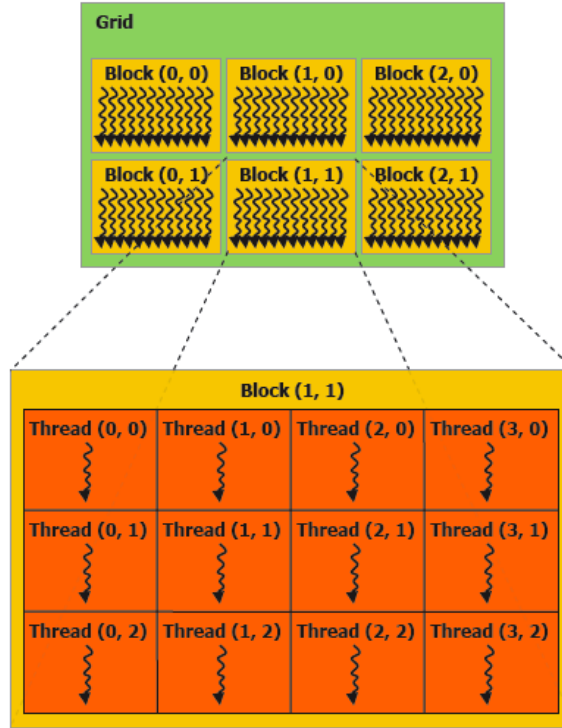 Grid
Block (0, 0) Block (1, 0) Block (2, 0)
Block (0, 1) Block (1, 1) Block (2, 1)
Block (1, 1)
Thread (0, 0) Thread (1, 0) Thread (2, 0) Thread (3, 0)
Thread (0, 1) Thread (1, 1) Thread (2, 1) Thread (3, 1)
Thread (0, 2) Thread (1, 2) Thread (2, 2) Thread (3, 2)